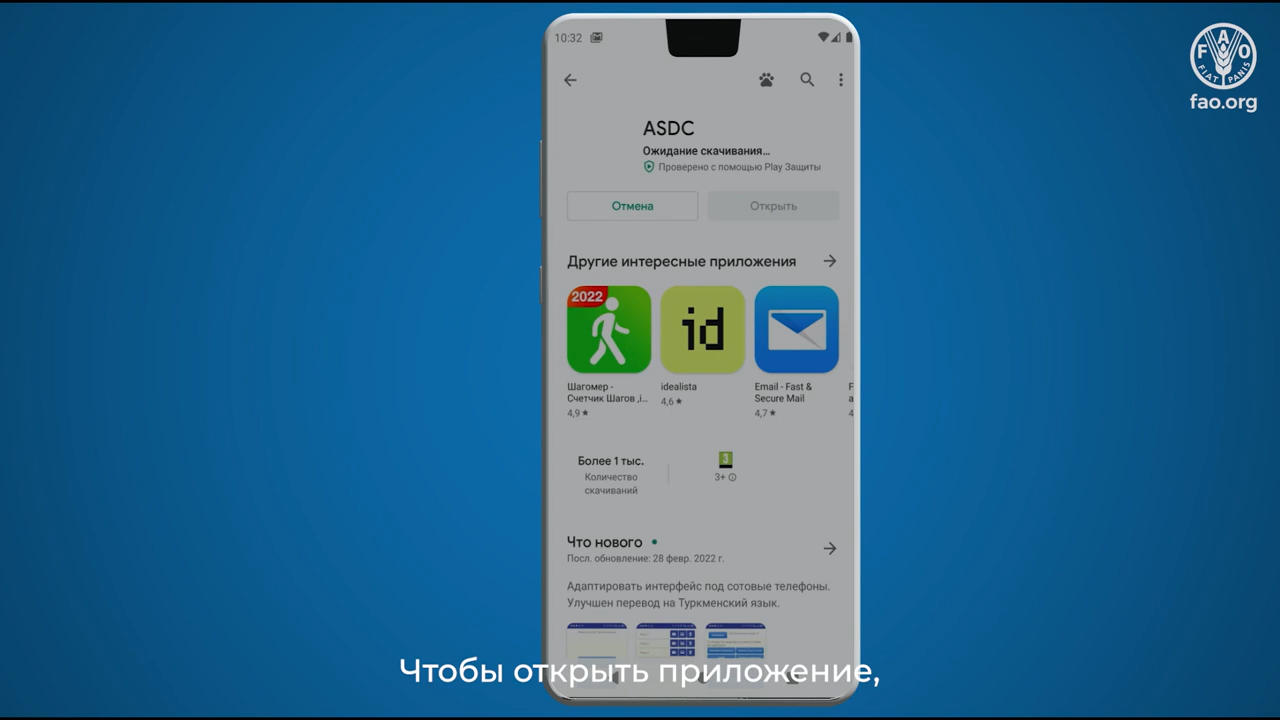 10:32
F A O
FIAT PANIS
fao.org
ASDC
Ожидание скачивания...
Проверено с помощью Play Защиты
Отмена
Открыть
Другие интересные приложения
2022
id
Шагомер -
Счетчик Шагов ,i...
4,9 ★
idealista
4,6 ★
Email - Fast &
Secure Mail
4,7 ★
F
a
4
Более 1 тыс.
Количество
скачиваний
3
3+
Что нового
Посл. обновление: 28 февр. 2022 г.
Адаптировать интерфейс под сотовые телефоны.
Улучшен перевод на Туркменский язык.
Чтобы открыть приложение,